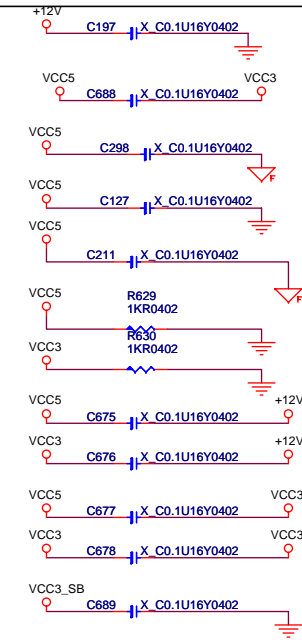 +12V
C197 X_C0.1U16Y0402
VCC5 VCC3
C688 X_C0.1U16Y0402
VCC5
C298 X_C0.1U16Y0402
F
VCC5
C127 X_C0.1U16Y0402
VCC5
C211 X_C0.1U16Y0402
F
VCC5
R629
1KR0402
VCC3
R630
1KR0402
VCC5 +12V
C675 X_C0.1U16Y0402
VCC3 +12V
C676 X_C0.1U16Y0402
VCC5 VCC3
C677 X_C0.1U16Y0402
VCC3 VCC3
C678 X_C0.1U16Y0402
VCC3_SB
C689 X_C0.1U16Y0402